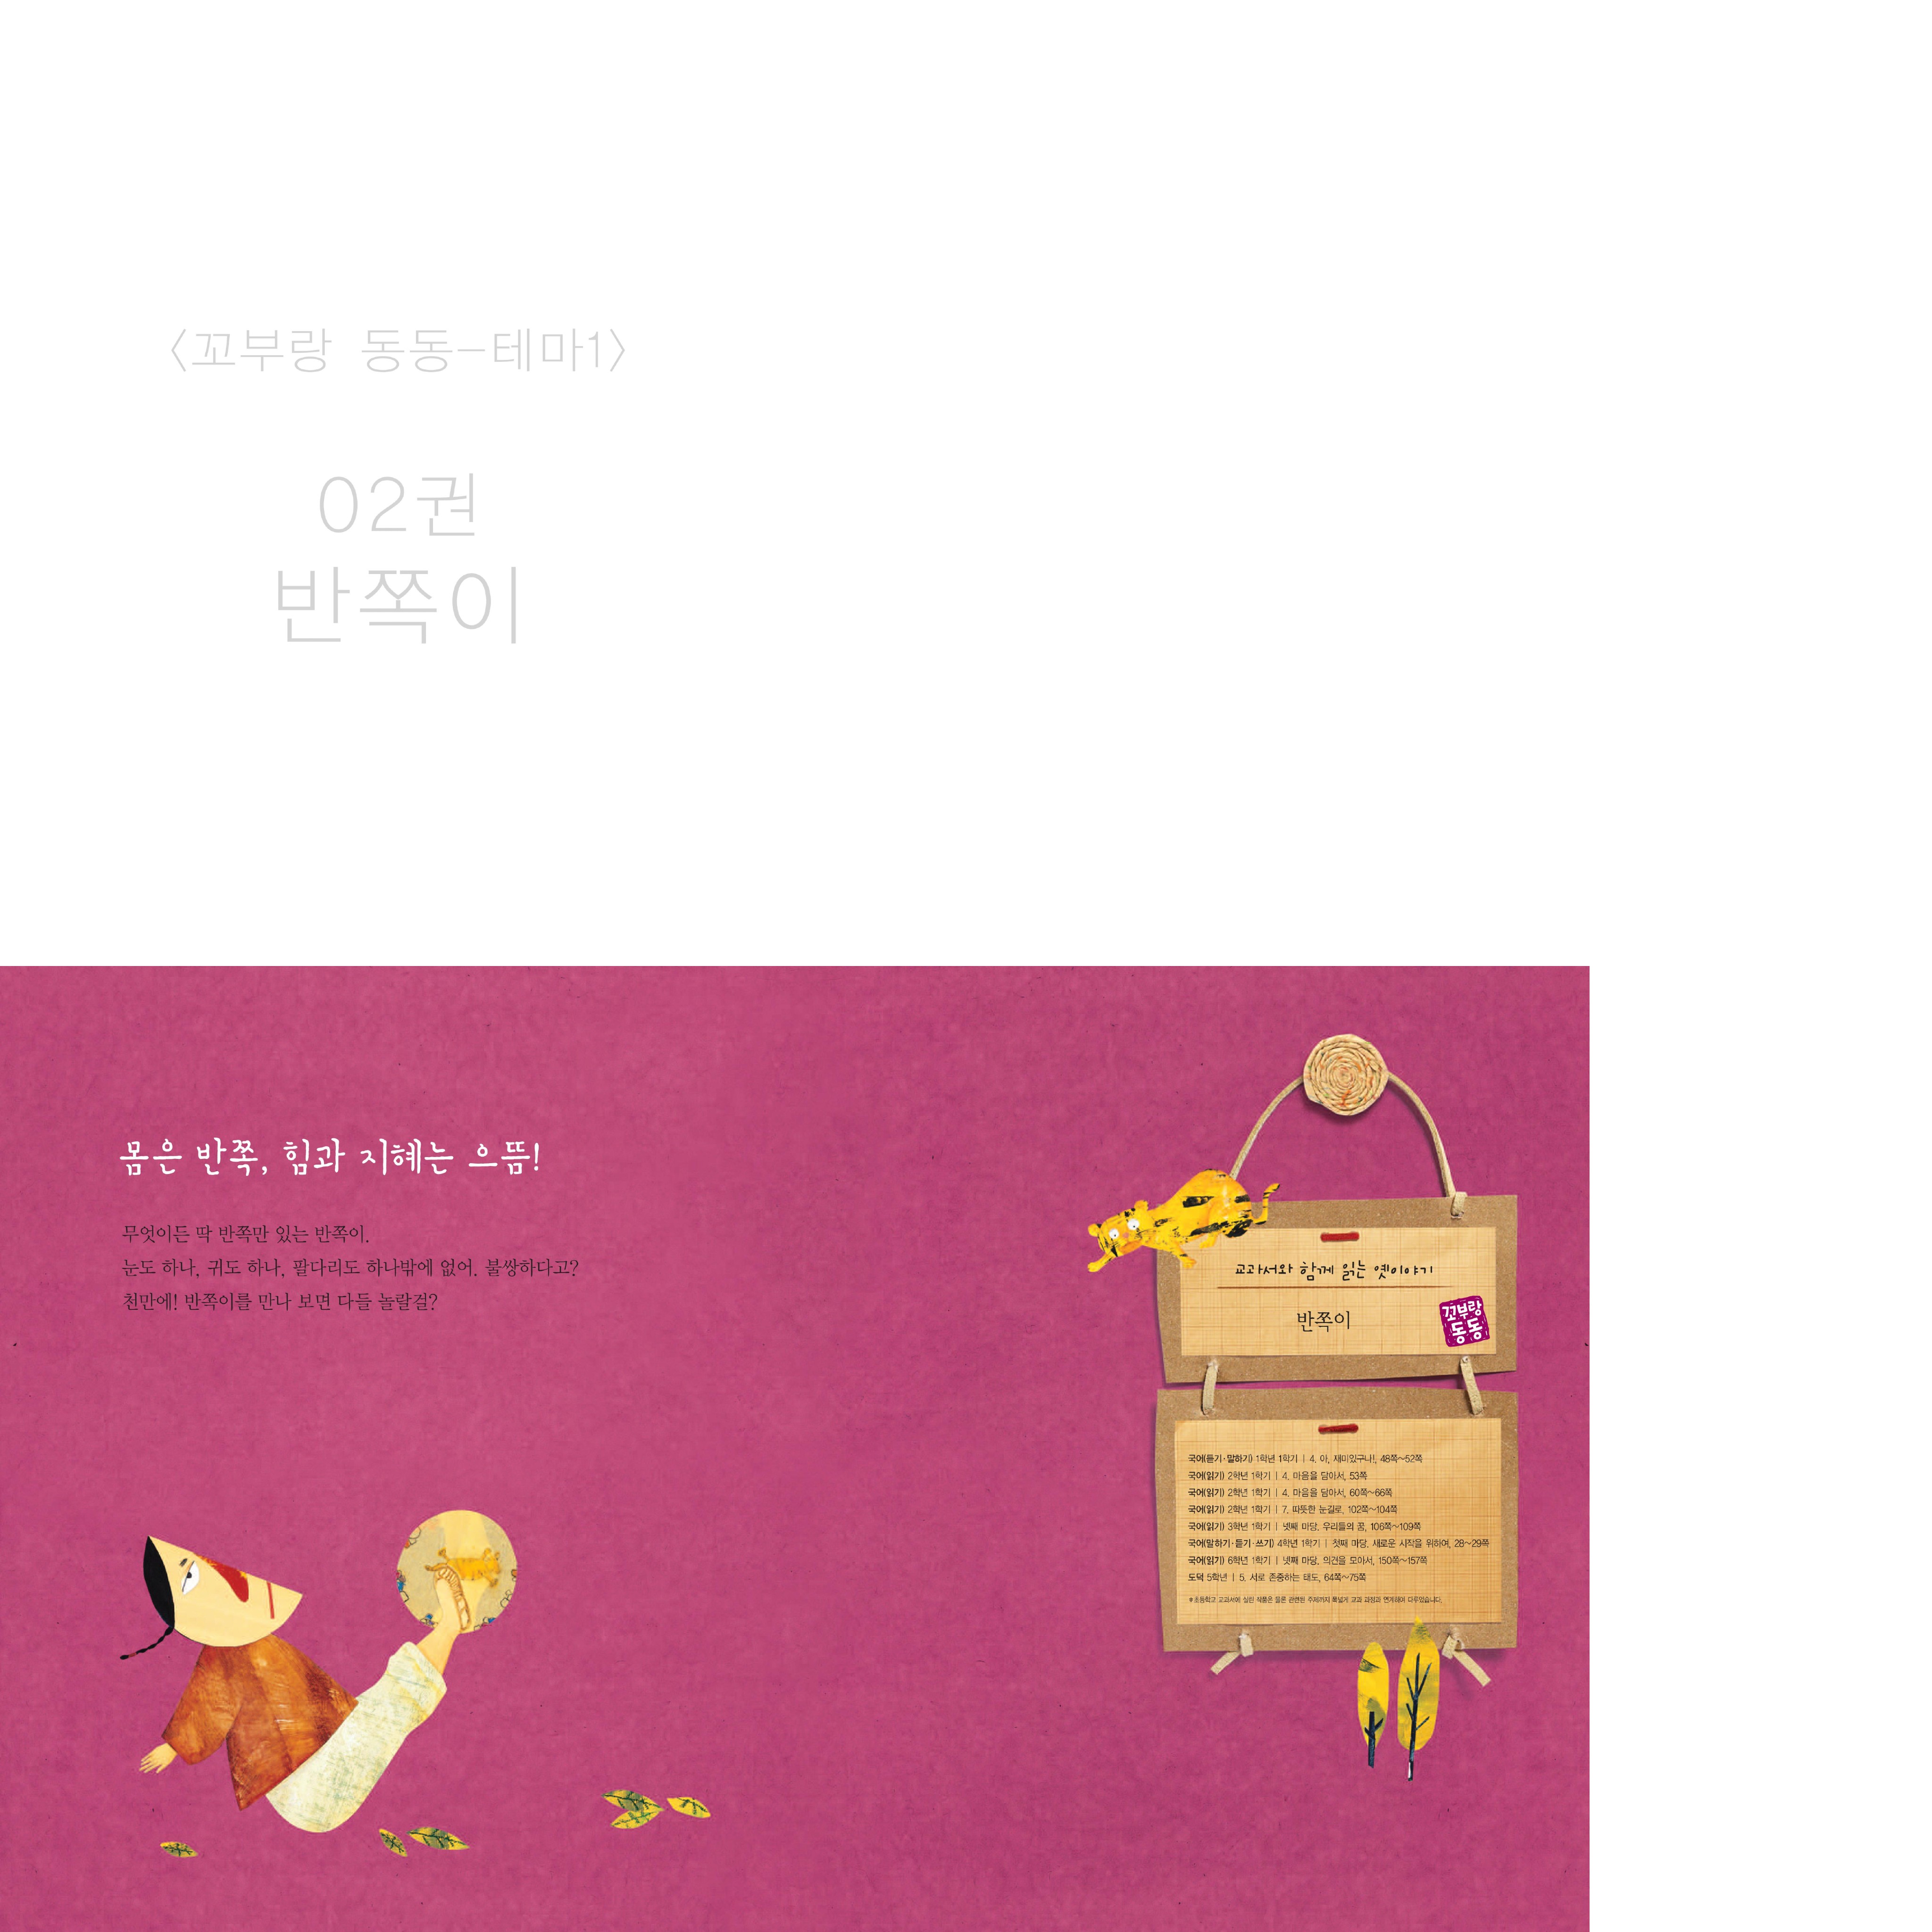 <꼬부랑 동동-테마1>
02권
반쪽이
몸은 반쪽, 힘과 지혜는 으뜸!
무엇이든 딱 반쪽만 있는 반쪽이.
눈도 하나, 귀도 하나, 팔다리도 하나밖에 없어. 불쌍하다고?
천만에! 반쪽이를 만나 보면 다들 놀랄걸?
교과서와 함께 읽는 옛이야기
반쪽이
꼬부랑
동동
국어(듣기·말하기) 1학년 1학기 | 4. 아, 재미있구나!, 48쪽~52쪽
국어(읽기) 2학년 1학기 | 4. 마음을 담아서, 53쪽
국어(읽기) 2학년 1학기 | 4. 마음을 담아서, 60쪽~66쪽
국어(읽기) 2학년 1학기 | 7. 따뜻한 눈길로, 102쪽~104쪽
국어(읽기) 3학년 1학기 | 넷째 마당. 우리들의 꿈, 106쪽~109쪽
국어(말하기·듣기·쓰기) 4학년 1학기 | 첫째 마당. 새로운 시작을 위하여, 28~29쪽
국어(읽기) 6학년 1학기 | 넷째 마당. 의견을 모아서, 150쪽~157쪽
도덕 5학년 | 5. 서로 존중하는 태도, 64쪽~75쪽
*초등학교 교과서에 실린 작품은 물론 관련된 주제까지 폭넓게 교과 과정과 연계하여 다루었습니다.